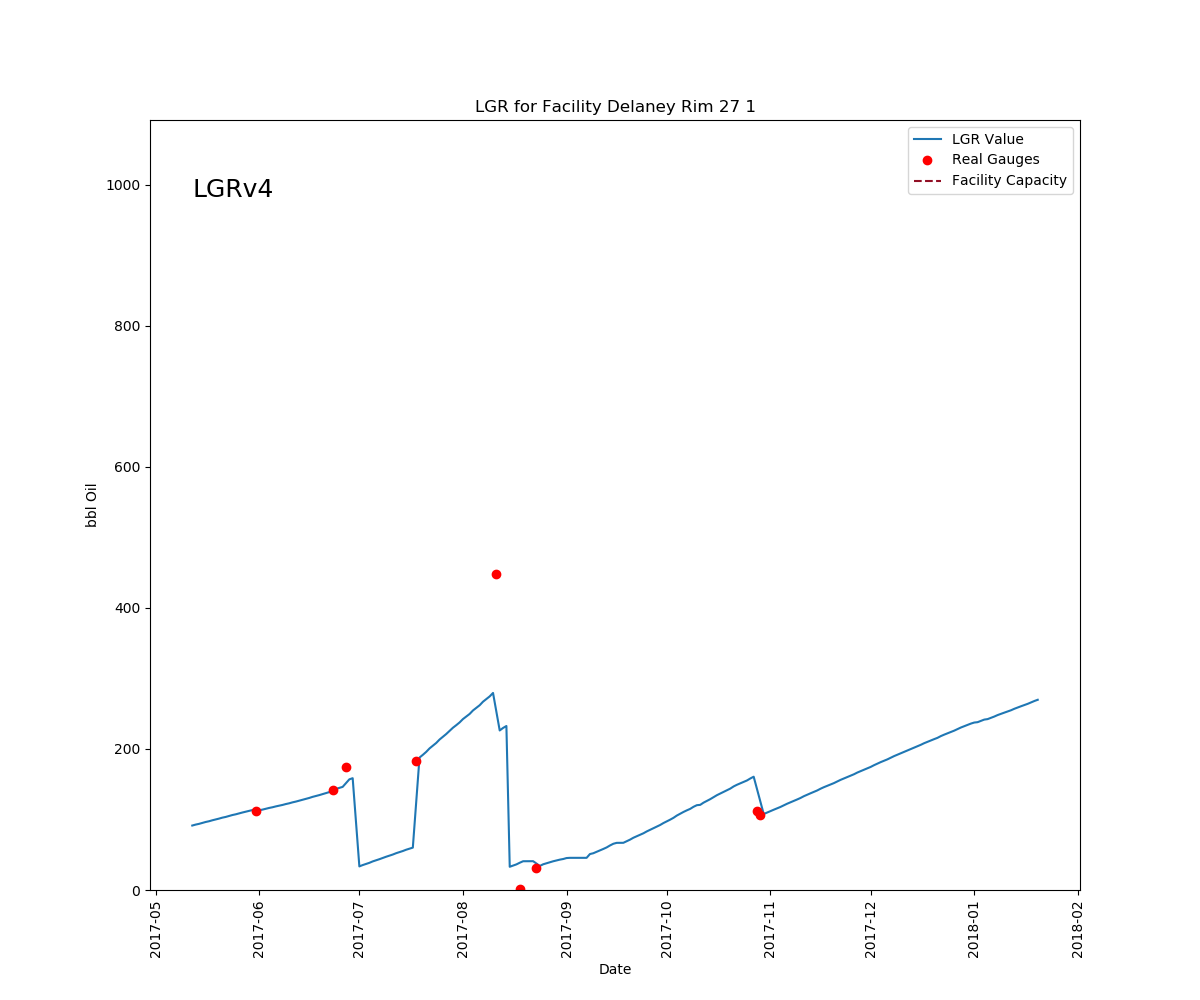 LGR for Facility Delaney Rim 27 1
LGRv4
LGR Value
Real Gauges
Facility Capacity
1000
800
600
400
200
0
bbl Oil
2017-05
2017-06
2017-07
2017-08
2017-09
2017-10
2017-11
2017-12
2018-01
2018-02
Date